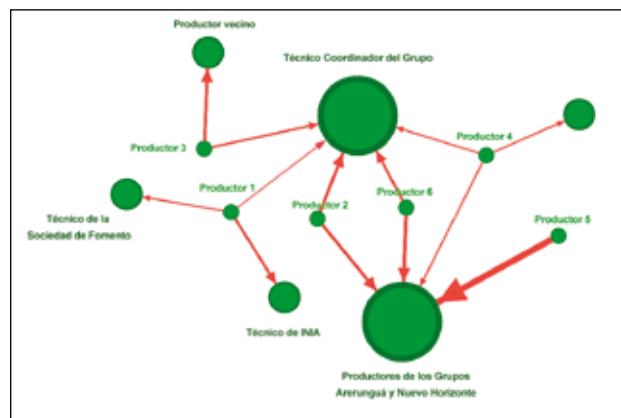 Productor vecino
Técnico Coordinador del Grupo
Productor 3
Productor 4
Productor 1
Productor 6
Productor 2
Técnico de la
Sociedad de Fomento
Productor 5
Técnico de INIA
Productores de los Grupos
Arerunguá y Nuevo Horizonte